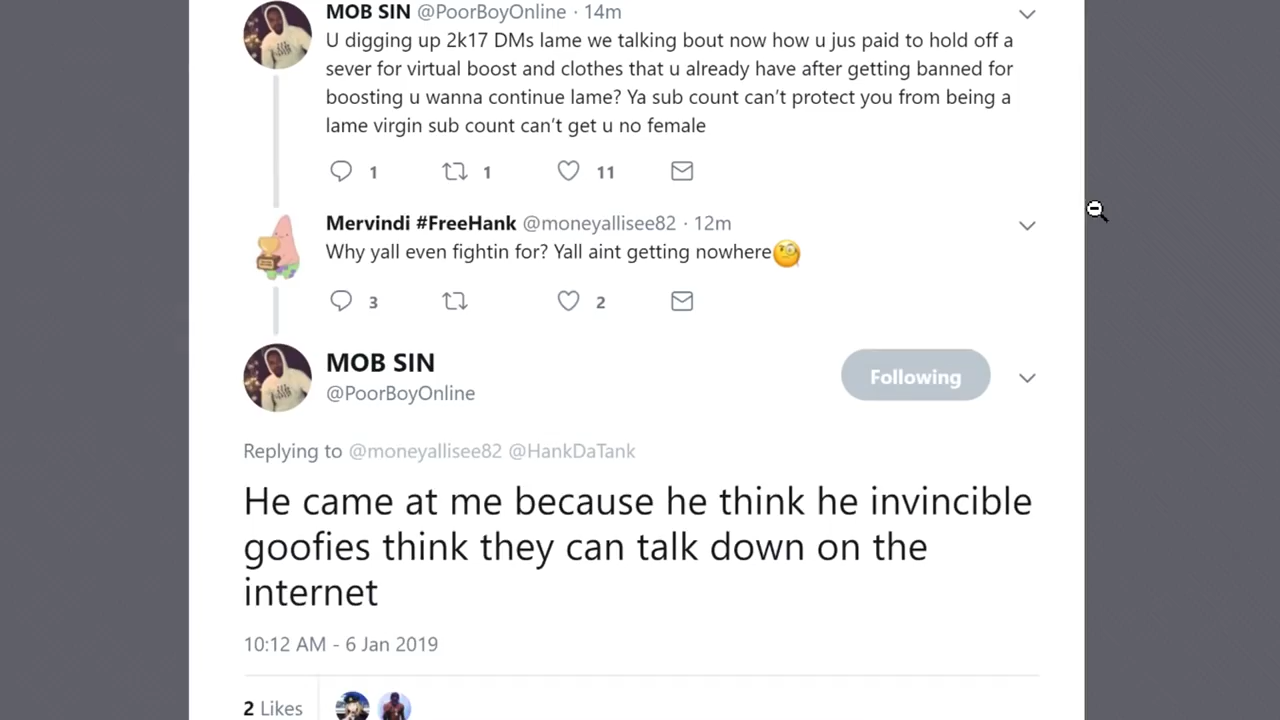 MOB SIN @PoorBoyOnline · 14m
U digging up 2k17 DMs lame we talking bout now how u jus paid to hold off a
sever for virtual boost and clothes that u already have after getting banned for
boosting u wanna continue lame? Ya sub count can’t protect you from being a
lame virgin sub count can’t get u no female
1 1 11
Mervindi #FreeHank @moneyallisee82 · 12m
Why yall even fightin for? Yall aint getting nowhere🧐
3 2
MOB SIN
@PoorBoyOnline
Following
Replying to @moneyallisee82 @HankDaTank
He came at me because he think he invincible
goofies think they can talk down on the
internet
10:12 AM - 6 Jan 2019
2 Likes